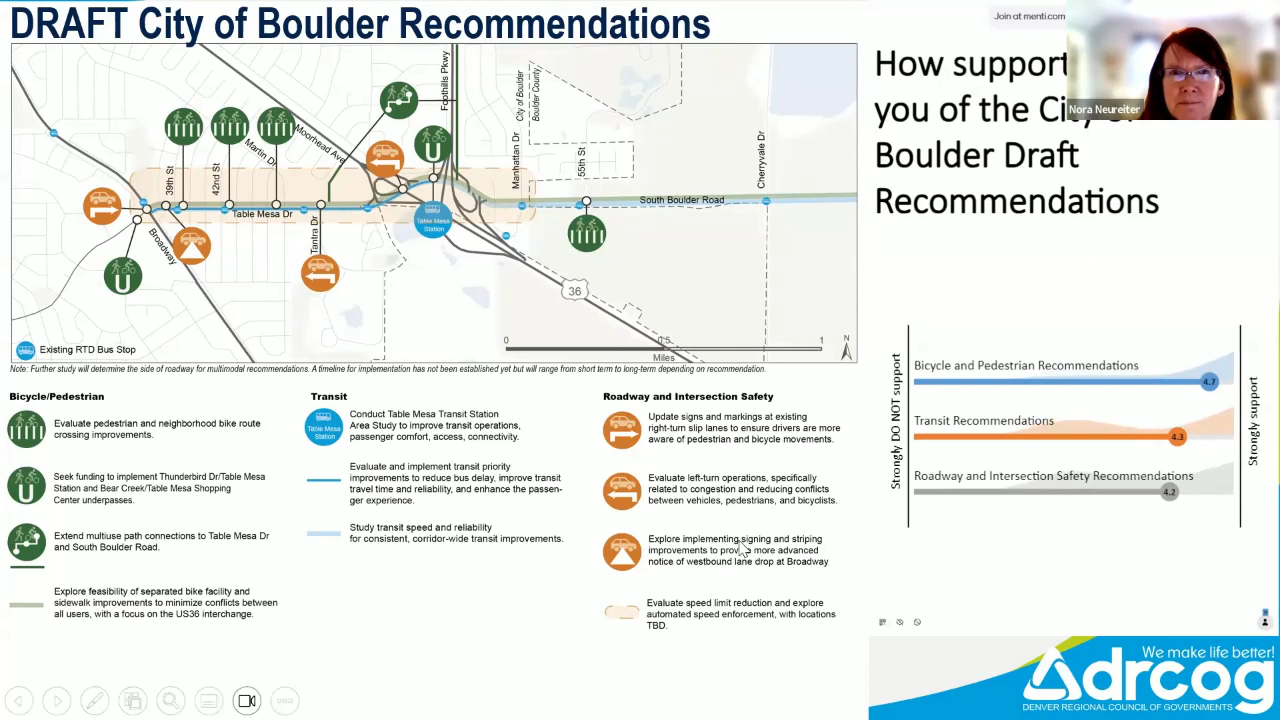 DRAFT City of Boulder Recommendations
Join at menti.com
Nora Neureiter
How support
you of the City
Boulder Draft
Recommendations
Foothills Pkwy
City of Boulder
Boulder County
Moorhead Ave
Martin Dr
39th St
42nd St
Manhattan Dr
55th St
Cherryvale Dr
Table Mesa Dr
South Boulder Road
Table Mesa
Station
Broadway
Tantra Dr
36
Existing RTD Bus Stop
0
0.5
1
Miles
N
Note: Further study will determine the side of roadway for multimodal recommendations. A timeline for implementation has not been established yet but will range from short term to long-term depending on recommendation.
Bicycle/Pedestrian
Evaluate pedestrian and neighborhood bike route
crossing improvements.
Seek funding to implement Thunderbird Dr/Table Mesa
Station and Bear Creek/Table Mesa Shopping
Center underpasses.
Extend multiuse path connections to Table Mesa Dr
and South Boulder Road.
Explore feasibility of separated bike facility and
sidewalk improvements to minimize conflicts between
all users, with a focus on the US36 interchange.
Transit
Table Mesa
Station
Conduct Table Mesa Transit Station
Area Study to improve transit operations,
passenger comfort, access, connectivity.
Evaluate and implement transit priority
improvements to reduce bus delay, improve transit
travel time and reliability, and enhance the passen-
ger experience.
Study transit speed and reliability
for consistent, corridor-wide transit improvements.
Roadway and Intersection Safety
Update signs and markings at existing
right-turn slip lanes to ensure drivers are more
aware of pedestrian and bicycle movements.
Evaluate left-turn operations, specifically
related to congestion and reducing conflicts
between vehicles, pedestrians, and bicyclists.
Explore implementing signing and striping
improvements to provide more advanced
notice of westbound lane drop at Broadway
Evaluate speed limit reduction and explore
automated speed enforcement, with locations
TBD.
Strongly DO NOT support
Bicycle and Pedestrian Recommendations
4.7
Transit Recommendations
4.3
Roadway and Intersection Safety Recommendations
4.2
Strongly support
We make life better!
drcog
DENVER REGIONAL COUNCIL OF GOVERNMENTS